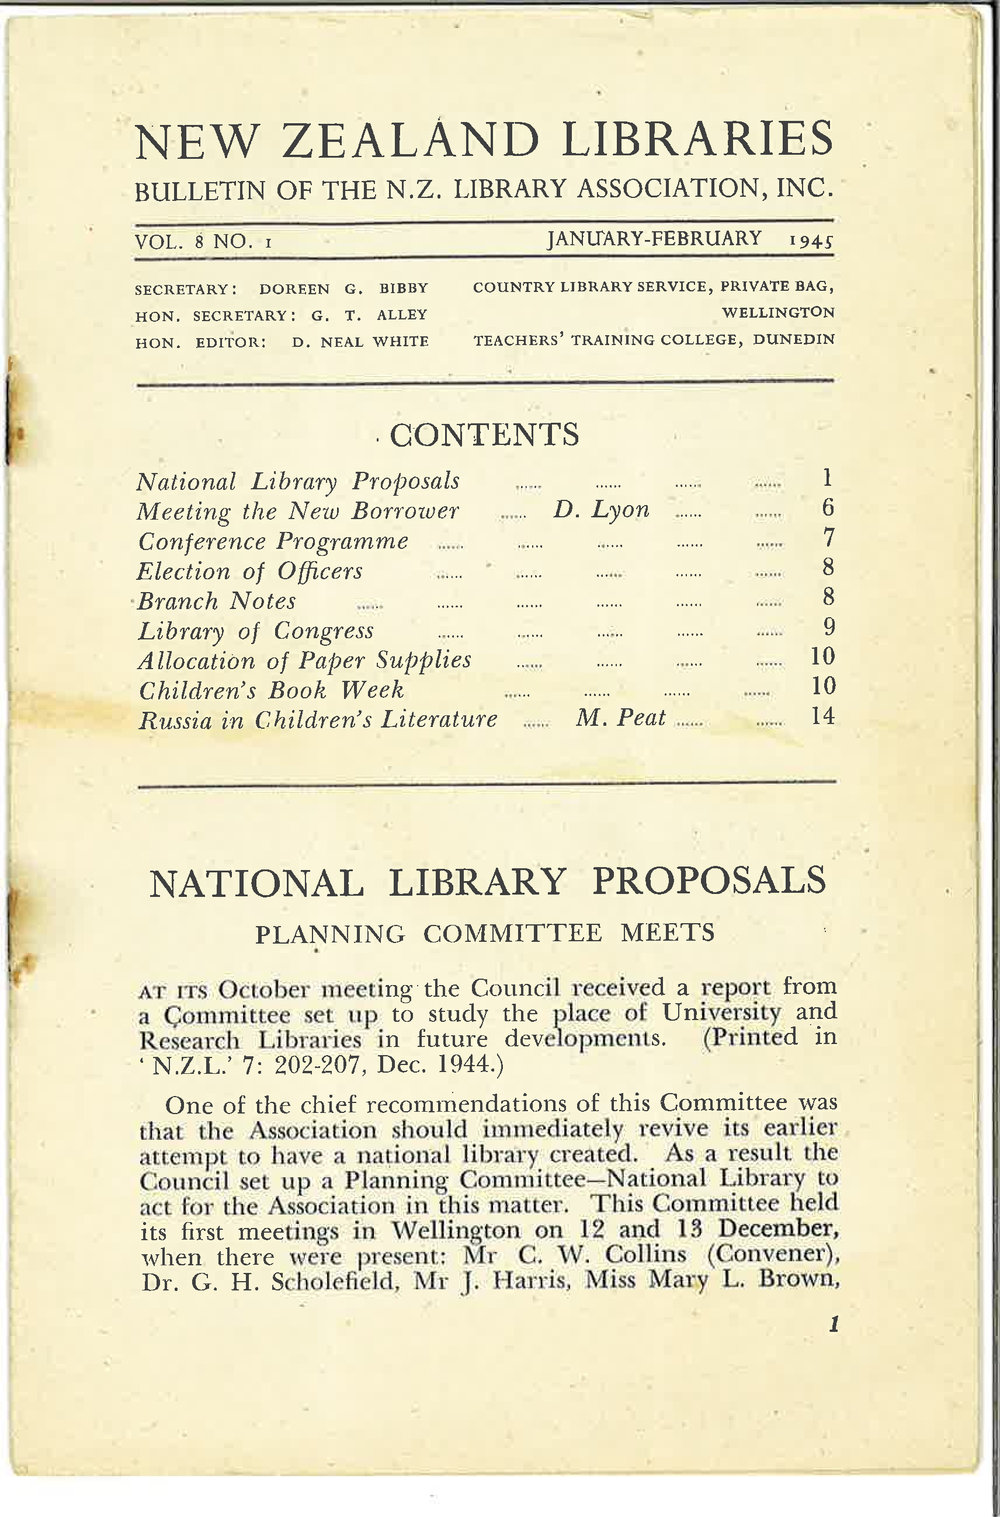 NEW ZEALAND LIBRARIES
BULLETIN OF THE N.Z. LIBRARY ASSOCIATION, INC.
VOL. 8 NO. 1 JANUARY-FEBRUARY 1945
SECRETARY: DOREEN G. BIBBY COUNTRY LIBRARY SERVICE, PRIVATE BAG,
HON. SECRETARY: G. T. ALLEY WELLINGTON
HON. EDITOR: D. NEAL WHITE TEACHERS' TRAINING COLLEGE, DUNEDIN
CONTENTS
National Library Proposals ...... ...... ...... ...... 1
Meeting the New Borrower ...... D. Lyon ...... ...... 6
Conference Programme ...... ...... ...... ...... ...... 7
Election of Officers ...... ...... ...... ...... ...... 8
Branch Notes ...... ...... ...... ...... ...... ...... 8
Library of Congress ...... ...... ...... ...... ...... 9
Allocation of Paper Supplies ...... ...... ...... ...... 10
Children's Book Week ...... ...... ...... ...... 10
Russia in Children's Literature ...... M. Peat ...... ...... 14
NATIONAL LIBRARY PROPOSALS
PLANNING COMMITTEE MEETS
AT ITS October meeting the Council received a report from
a Committee set up to study the place of University and
Research Libraries in future developments. (Printed in
' N.Z.L.' 7: 202-207, Dec. 1944.)
One of the chief recommendations of this Committee was
that the Association should immediately revive its earlier
attempt to have a national library created. As a result the
Council set up a Planning Committee—National Library to
act for the Association in this matter. This Committee held
its first meetings in Wellington on 12 and 13 December,
when there were present: Mr C. W. Collins (Convener),
Dr. G. H. Scholefield, Mr J. Harris, Miss Mary L. Brown,
1